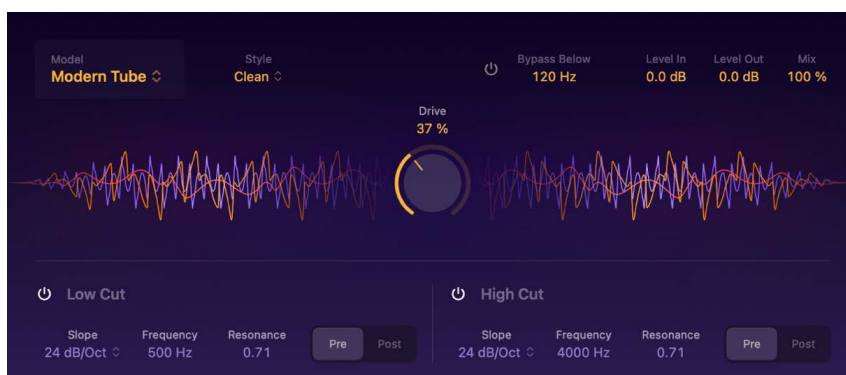 Model Style Bypass Below Level In Level Out Mix
Modern Tube Clean 120 Hz 0.0 dB 0.0 dB 100 %
Drive
37 %
Low Cut High Cut
Slope Frequency Resonance Slope Frequency Resonance
24 dB/Oct 500 Hz 0.71 Pre Post 24 dB/Oct 4000 Hz 0.71 Pre Post